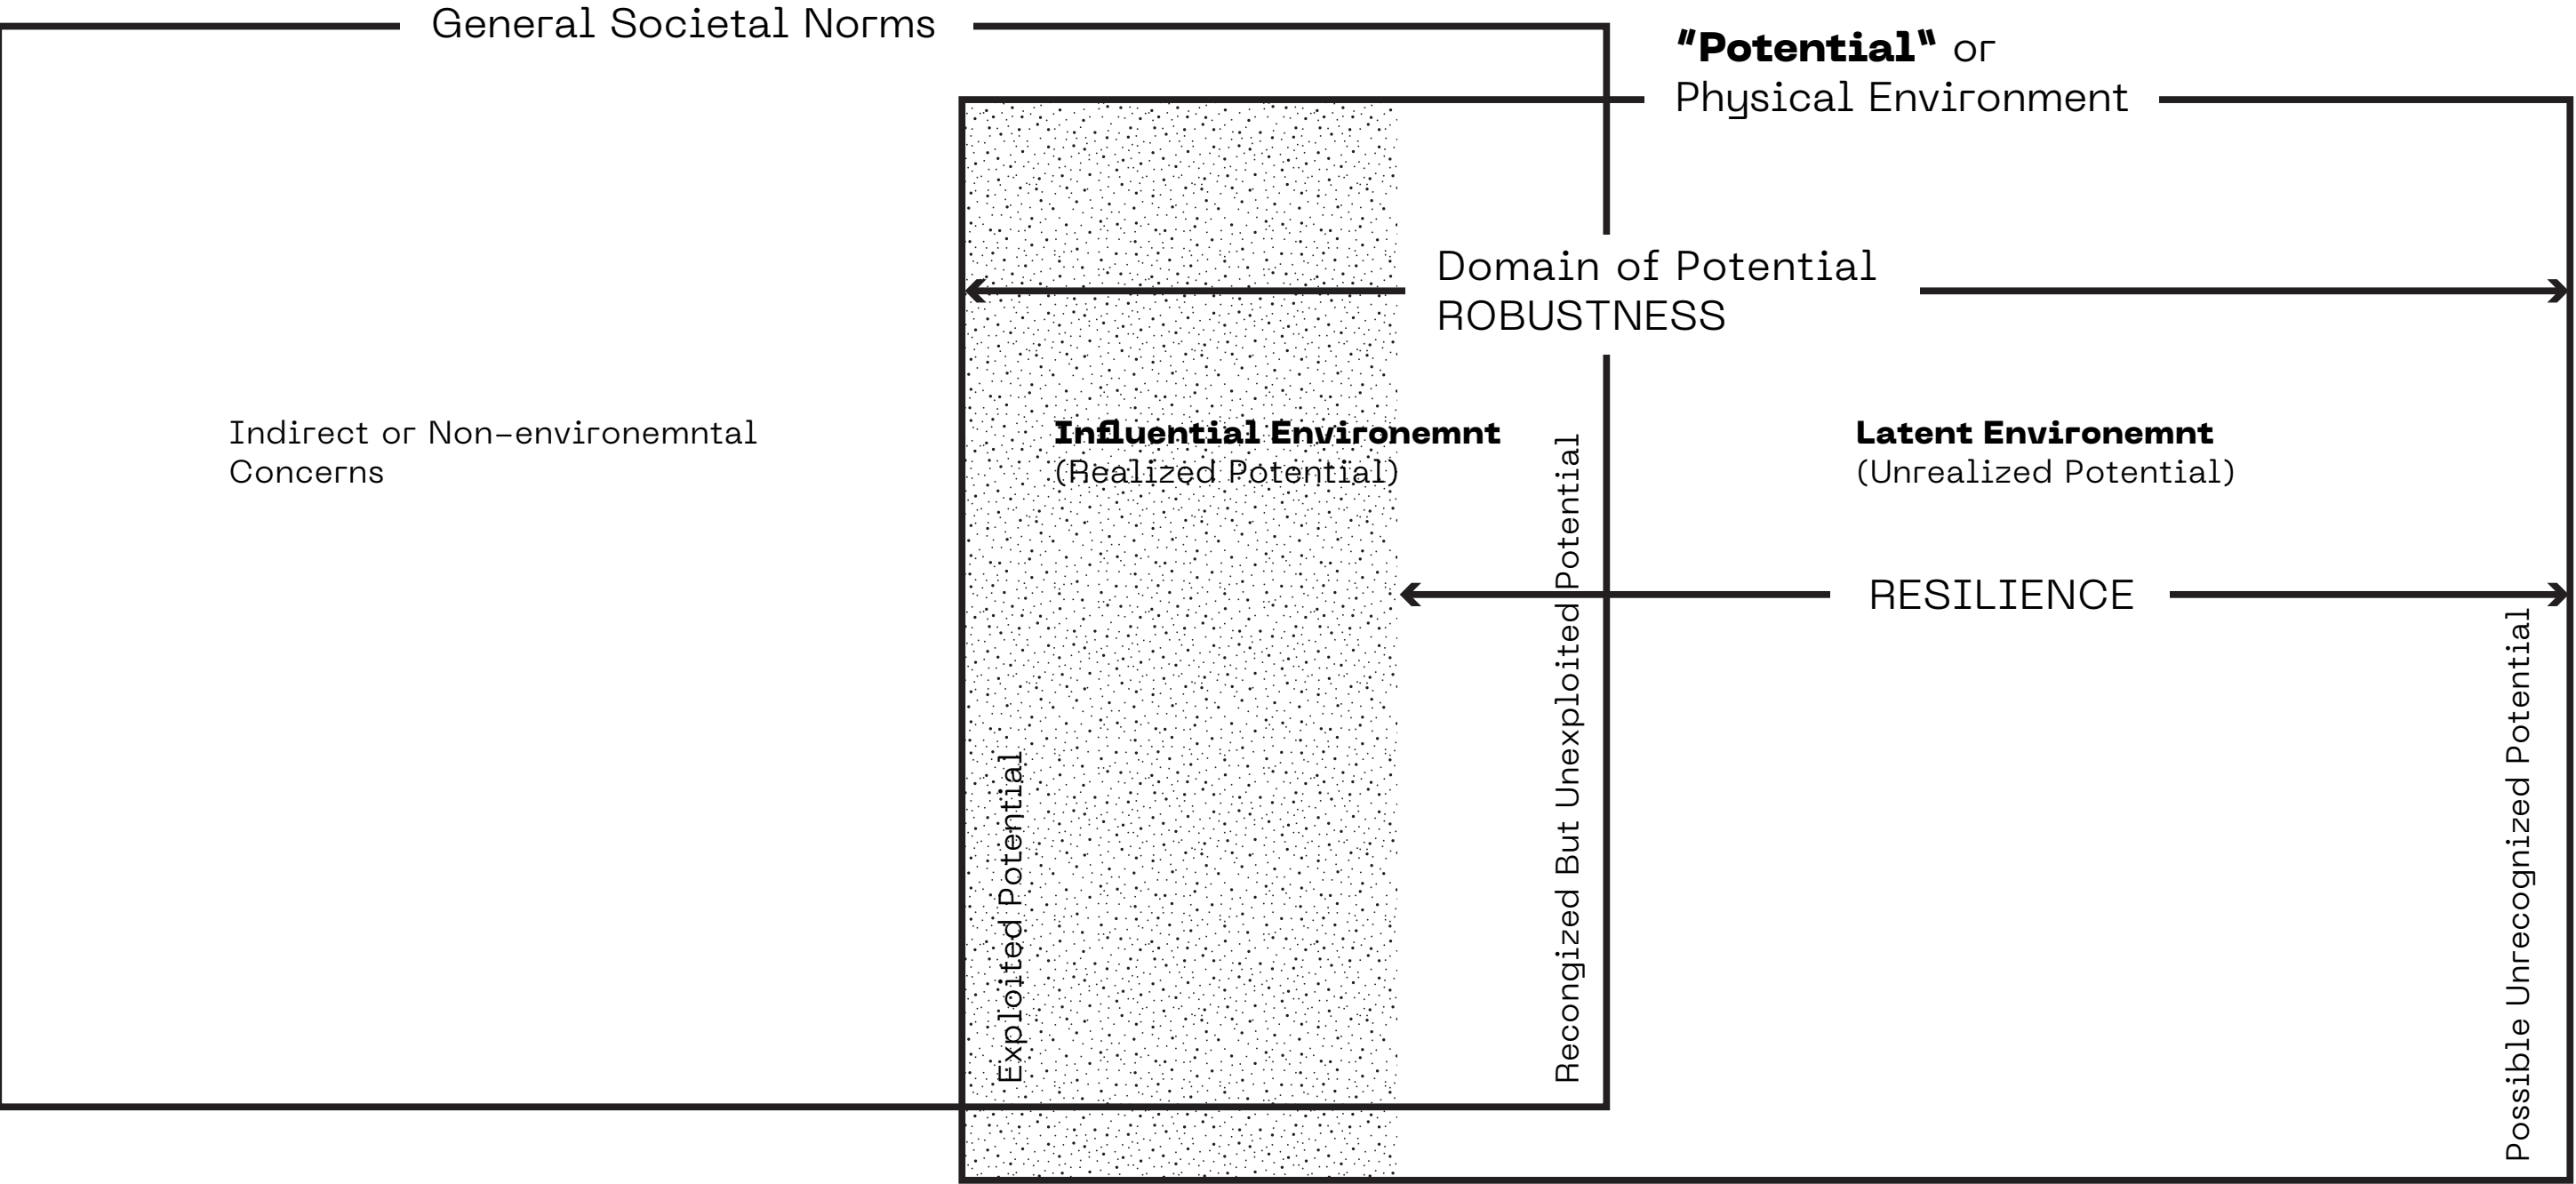 General Societal Norms
"Potential" or
Physical Environment
Domain of Potential
ROBUSTNESS
Indirect or Non-environemntal
Concerns
Influential Environemnt
(Realized Potential)
Latent Environemnt
(Unrealized Potential)
RESILIENCE
Exploited Potential
Recongized But Unexploited Potential
Possible Unrecognized Potential